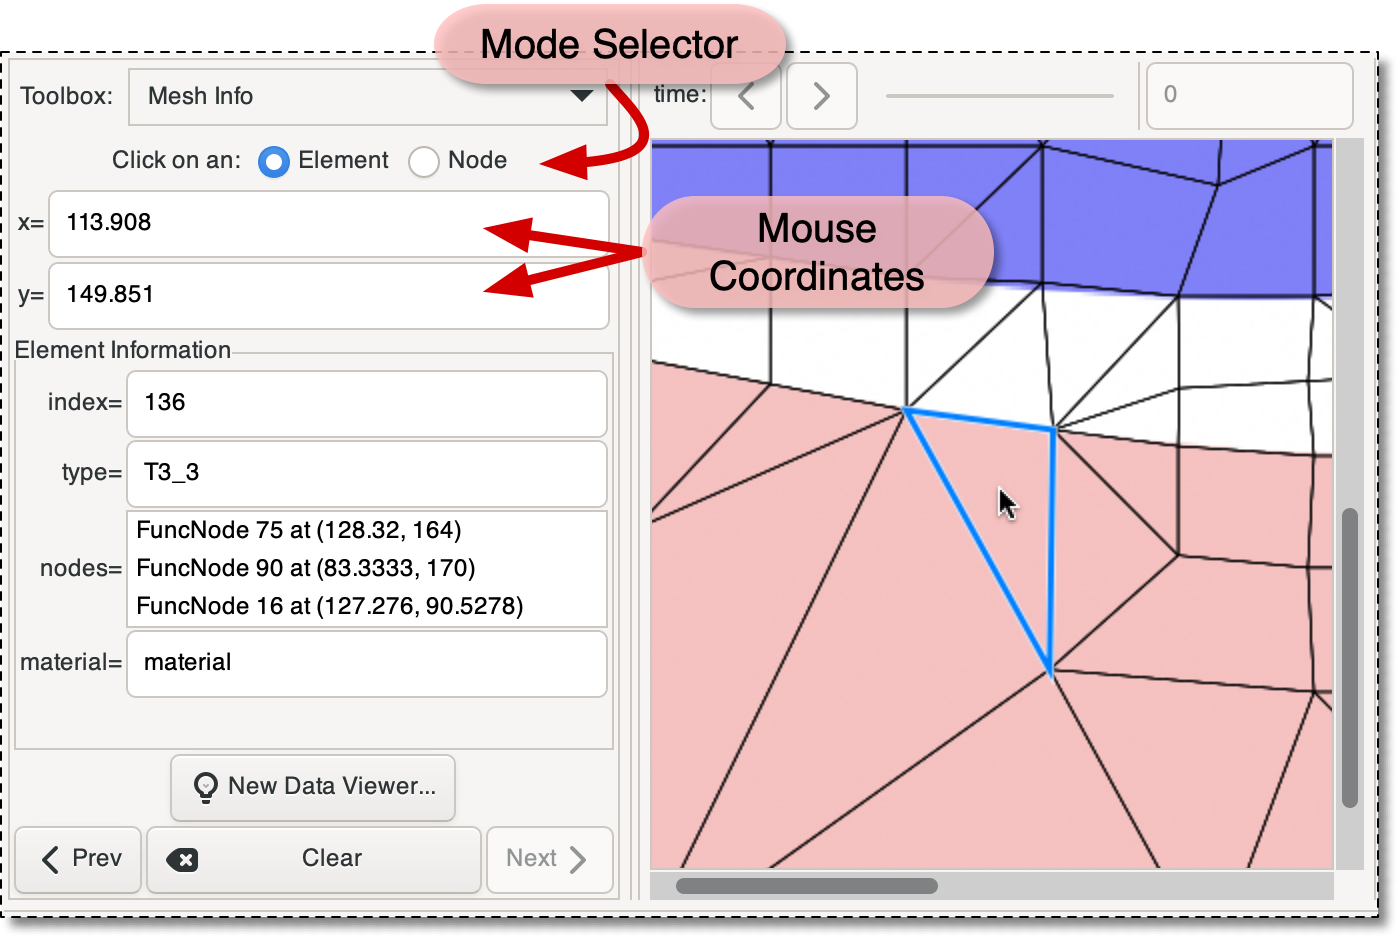 Mode Selector
Toolbox: Mesh Info
time: 0
Click on an: Element Node
x= 113.908
Mouse
Coordinates
y= 149.851
Element Information
index= 136
type= T3_3
nodes= FuncNode 75 at (128.32, 164)
FuncNode 90 at (83.3333, 170)
FuncNode 16 at (127.276, 90.5278)
material= material
New Data Viewer...
Prev Clear Next